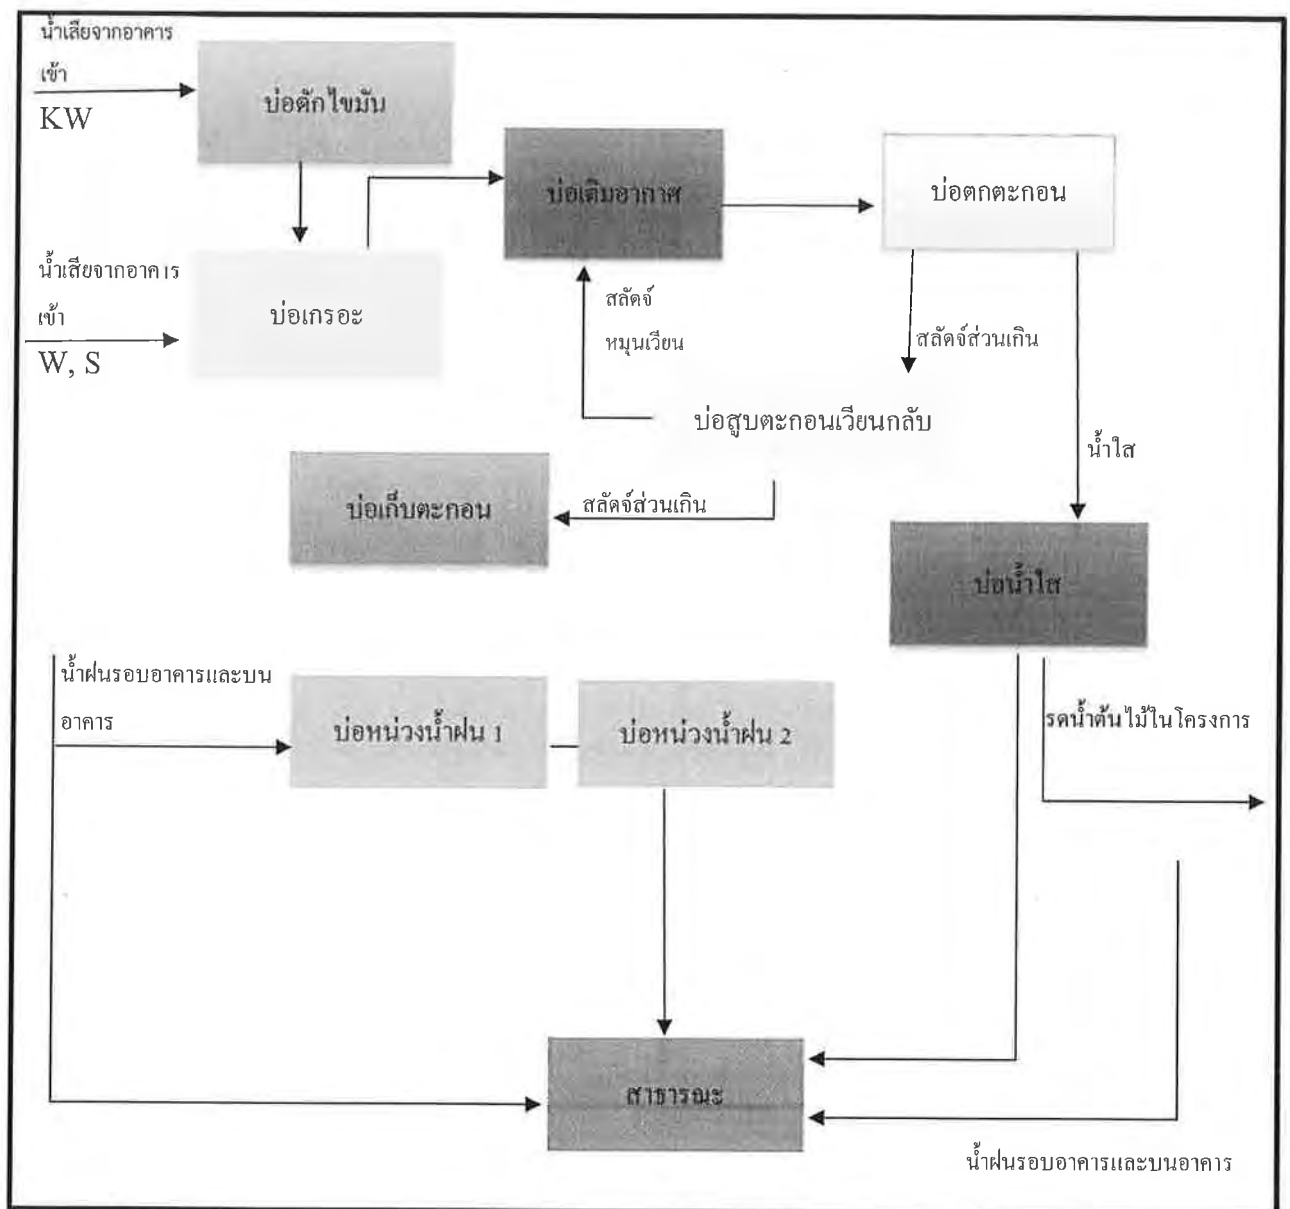 น้ำเสียจากอาคาร
เข้า
KW
บ่อดักไขมัน
บ่อเติมอากาศ
บ่อตกตะกอน
น้ำเสียจากอาคาร
เข้า
W, S
บ่อเกรอะ
สลัดจ์
หมุนเวียน
สลัดจ์ส่วนเกิน
บ่อสูบตะกอนเวียนกลับ
น้ำใส
บ่อเก็บตะกอน
สลัดจ์ส่วนเกิน
บ่อน้ำใส
น้ำฝนรอบอาคารและบน
อาคาร
บ่อหน่วงน้ำฝน 1
บ่อหน่วงน้ำฝน 2
รดน้ำต้นไม้ในโครงการ
สาธารณะ
น้ำฝนรอบอาคารและบนอาคาร